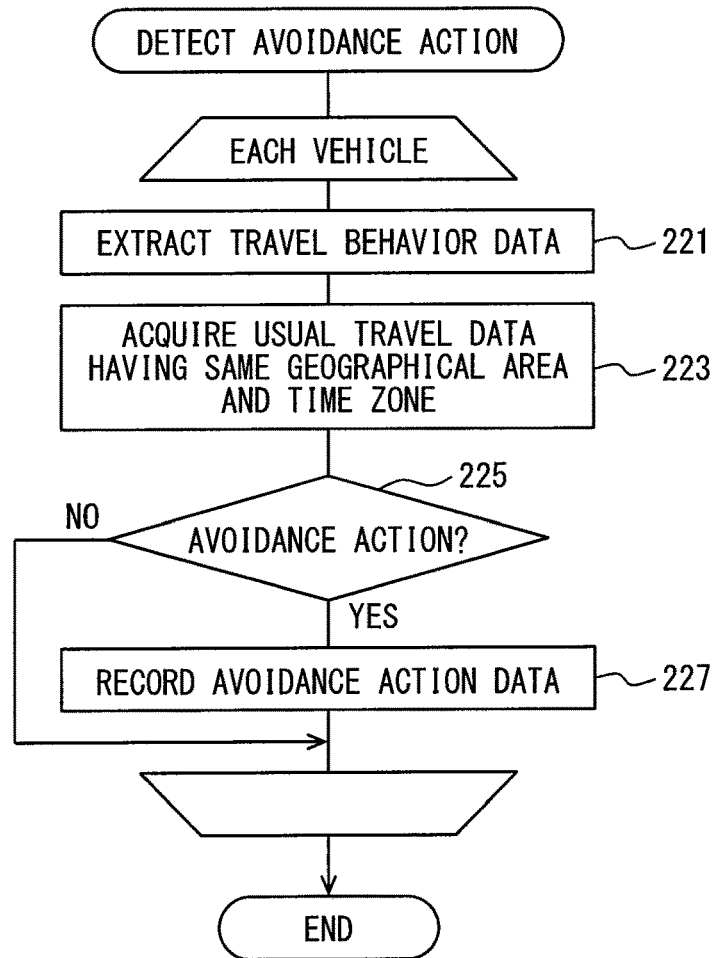 DETECT AVOIDANCE ACTION
EACH VEHICLE
EXTRACT TRAVEL BEHAVIOR DATA
221
ACQUIRE USUAL TRAVEL DATA
HAVING SAME GEOGRAPHICAL AREA
AND TIME ZONE
223
225
NO
AVOIDANCE ACTION?
YES
RECORD AVOIDANCE ACTION DATA
227
END